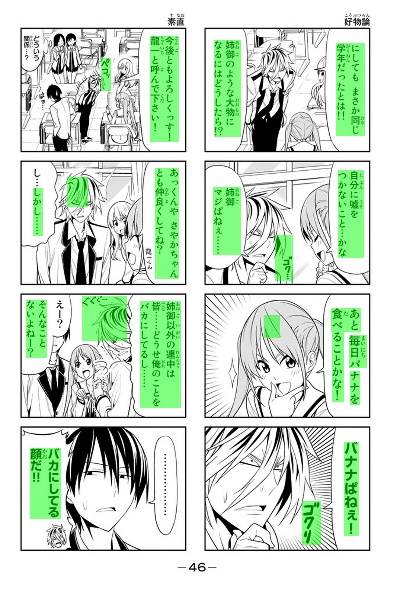 好物論
にしても まさか同じ
学年だったとは!!
姉御のような大物に
なるにはどうしたら!?
自分に嘘を
つかないこと…かな
姉御
マジぱねぇ……
ゴクッ
あと 毎日バナナを
食べることかな!
バナナぱねぇ!
ゴクリ
素直
今後ともよろしくっす!
龍一と呼んで下さい!
ペコッ
どういう
関係…?
あっくんや さやかちゃん
とも仲良くしてね?
龍一くん
し…しかし……
姉御以外の連中は
皆……どうせ俺のことを
バカにしてるし……
えー?
そんなこと
ないよねー?
………
バカにしてる
顔だ!!
—46—